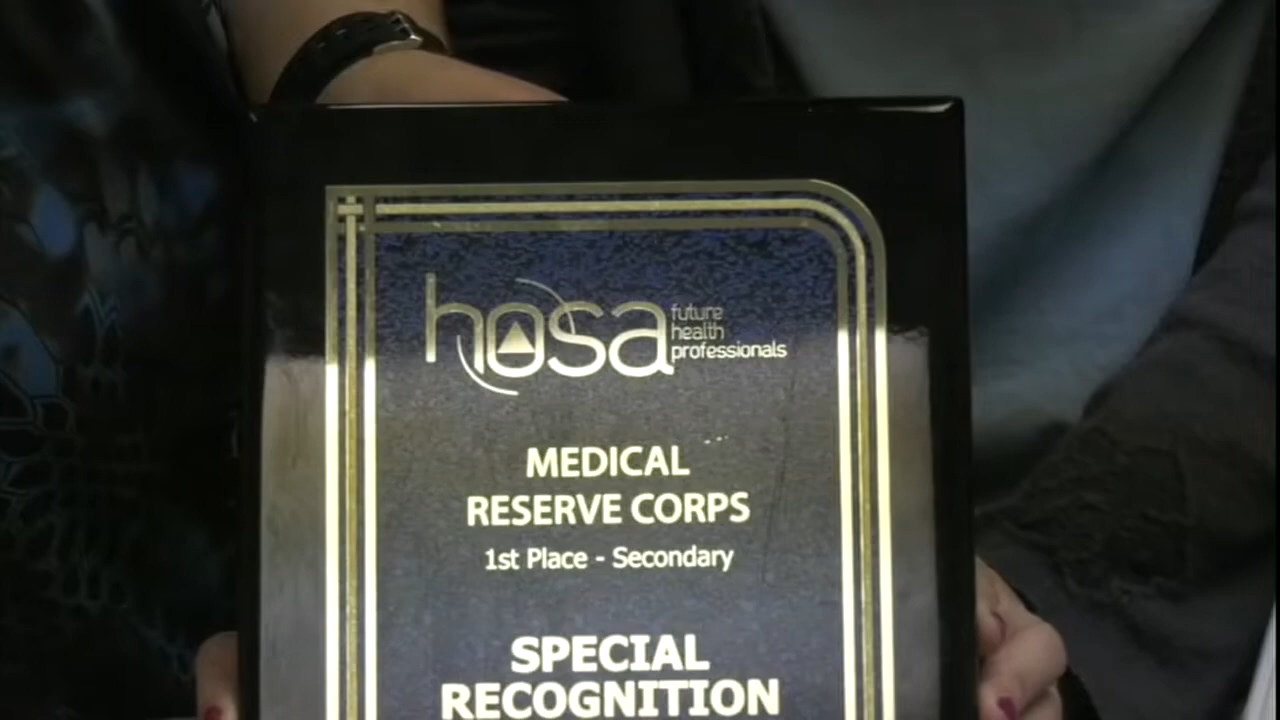 hosa
future
health
professionals
MEDICAL
RESERVE CORPS
1st Place - Secondary
SPECIAL
RECOGNITION